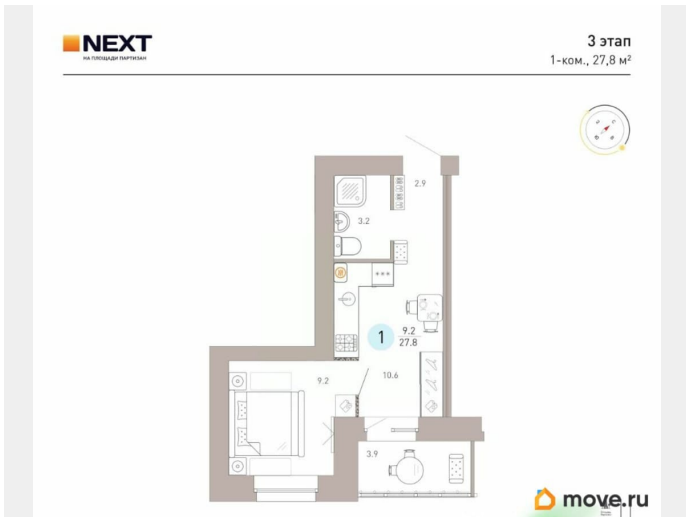 NEXT
НА ПЛОЩАДИ ПАРТИЗАН
3 этап
1-ком., 27,8 м²
2.9
3.2
1
9.2
27.8
9.2
10.6
3.9
move.ru